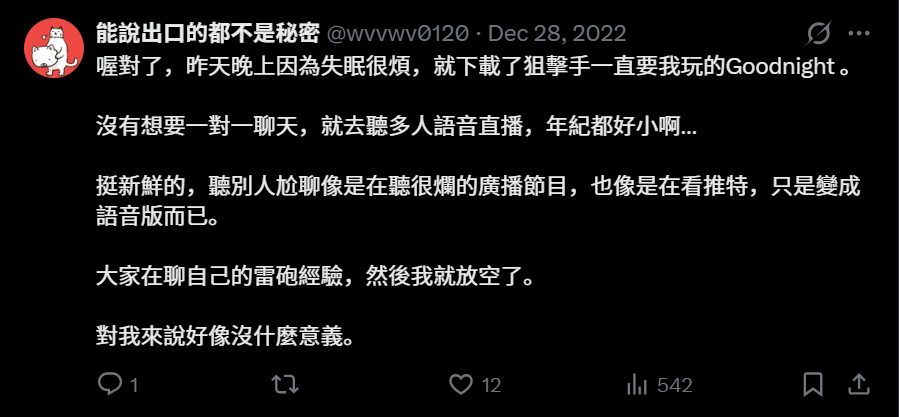 能說出口的都不是秘密 @wvvwv0120 · Dec 28, 2022
喔對了，昨天晚上因為失眠很煩，就下載了狙擊手一直要我玩的Goodnight 。
沒有想要一對一聊天，就去聽多人語音直播，年紀都好小啊...
挺新鮮的，聽別人尬聊像是在聽很爛的廣播節目，也像是在看推特，只是變成
語音版而已。
大家在聊自己的雷砲經驗，然後我就放空了。
對我來說好像沒什麼意義。
1 12 542